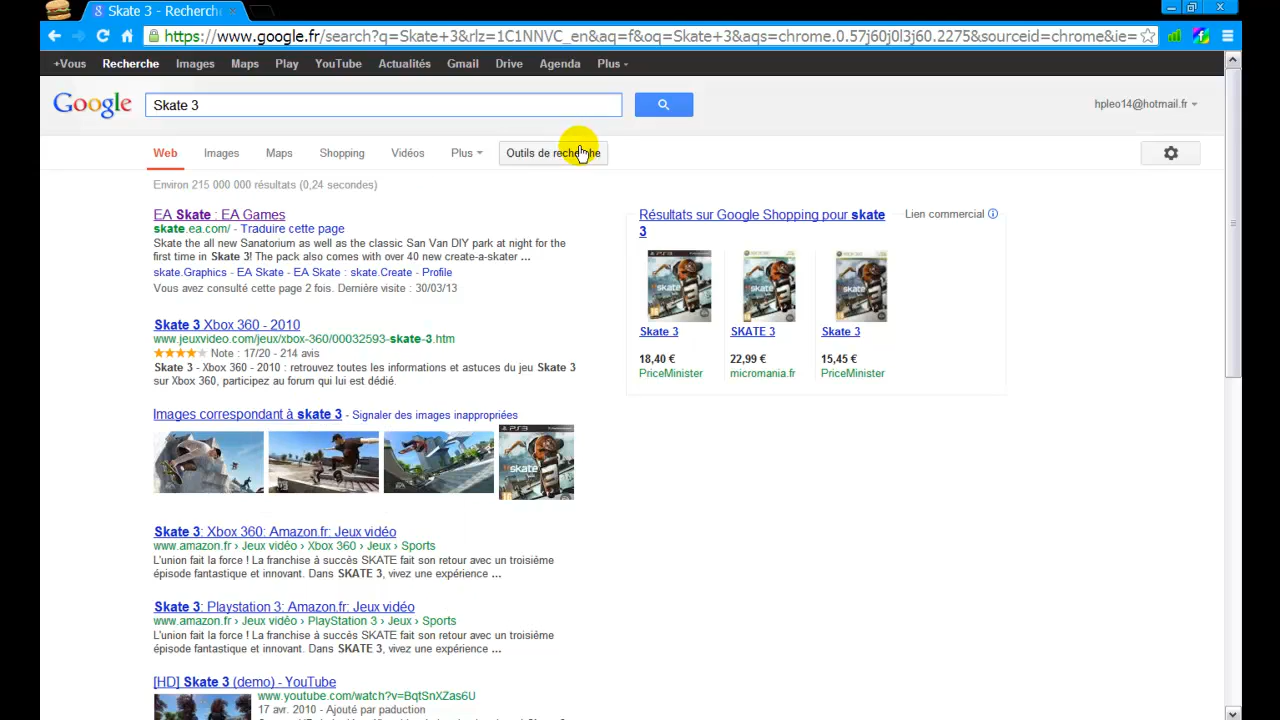 Skate 3 - Recherche
https://www.google.fr/search?q=Skate+3&rlz=1C1NNVC_en&aq=f&oq=Skate+3&aqs=chrome.0.57j60j0l3j60.2275&sourceid=chrome&ie=
+Vous Recherche Images Maps Play YouTube Actualités Gmail Drive Agenda Plus
Google Skate 3 hpleo14@hotmail.fr
Web Images Maps Shopping Vidéos Plus Outils de recherche
Environ 215 000 000 résultats (0,24 secondes)
EA Skate : EA Games
skate.ea.com/ - Traduire cette page
Skate the all new Sanatorium as well as the classic San Van DIY park at night for the
first time in Skate 3! The pack also comes with over 40 new create-a-skater ...
skate.Graphics - EA Skate - EA Skate : skate.Create - Profile
Vous avez consulté cette page 2 fois. Dernière visite : 30/03/13
Skate 3 Xbox 360 - 2010
www.jeuxvideo.com/jeux/xbox-360/00032593-skate-3.htm
Note : 17/20 - 214 avis
Skate 3 - Xbox 360 - 2010 : retrouvez toutes les informations et astuces du jeu Skate 3
sur Xbox 360, participez au forum qui lui est dédié.
Images correspondant à skate 3 - Signaler des images inappropriées
PS3
skate
Skate 3: Xbox 360: Amazon.fr: Jeux vidéo
www.amazon.fr › Jeux vidéo › Xbox 360 › Jeux › Sports
L'union fait la force ! La franchise à succés SKATE fait son retour avec un troisième
épisode fantastique et innovant. Dans SKATE 3, vivez une expérience ...
Skate 3: Playstation 3: Amazon.fr: Jeux vidéo
www.amazon.fr › Jeux vidéo › PlayStation 3 › Jeux › Sports
L'union fait la force ! La franchise à succés SKATE fait son retour avec un troisième
épisode fantastique et innovant. Dans SKATE 3, vivez une expérience ...
[HD] Skate 3 (demo) - YouTube
www.youtube.com/watch?v=BqtSnXZas6U
17 avr. 2010 - Ajouté par paduction
Résultats sur Google Shopping pour skate
3
Lien commercial
Skate 3 SKATE 3 Skate 3
18,40 € 22,99 € 15,45 €
PriceMinister micromania.fr PriceMinister